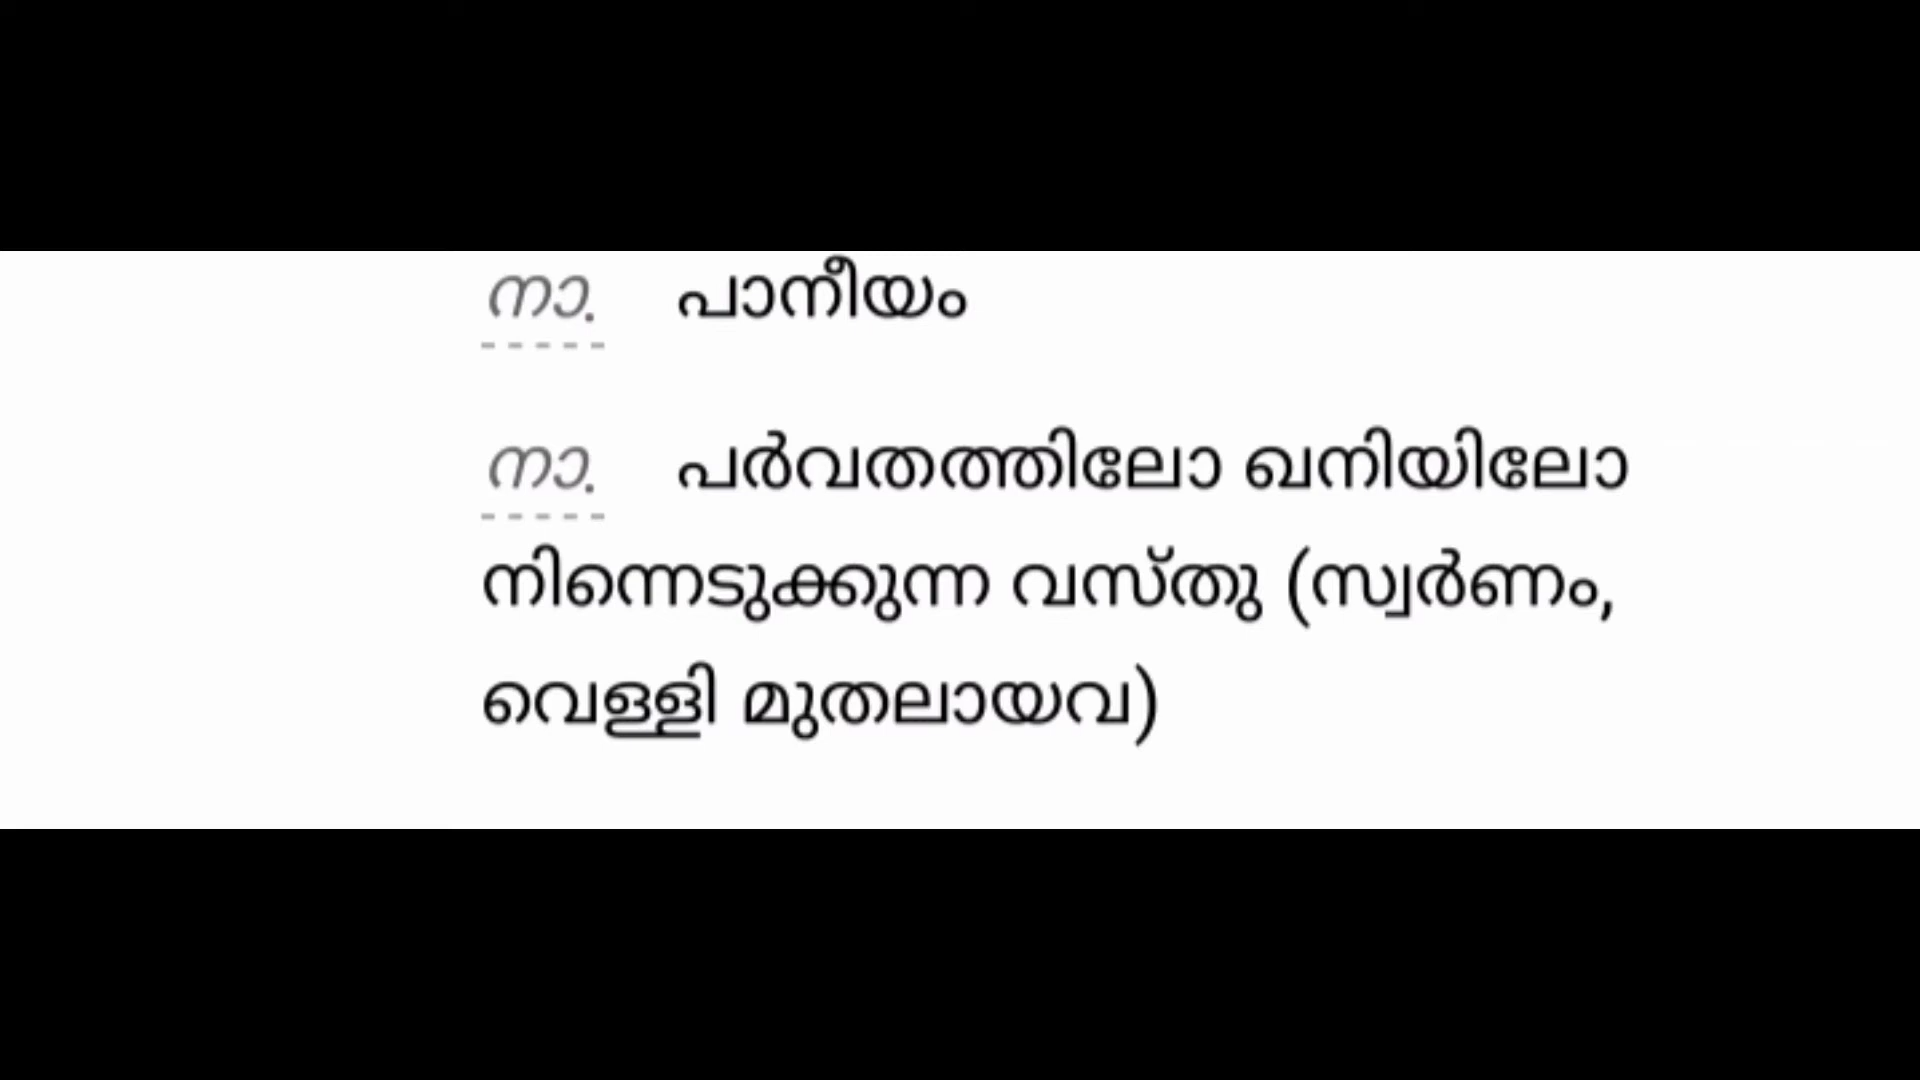 നാ. പാനീയം
നാ. പർവതത്തിലോ ഖനിയിലോ
നിന്നെടുക്കുന്ന വസ്തു (സ്വർണം,
വെള്ളി മുതലായവ)